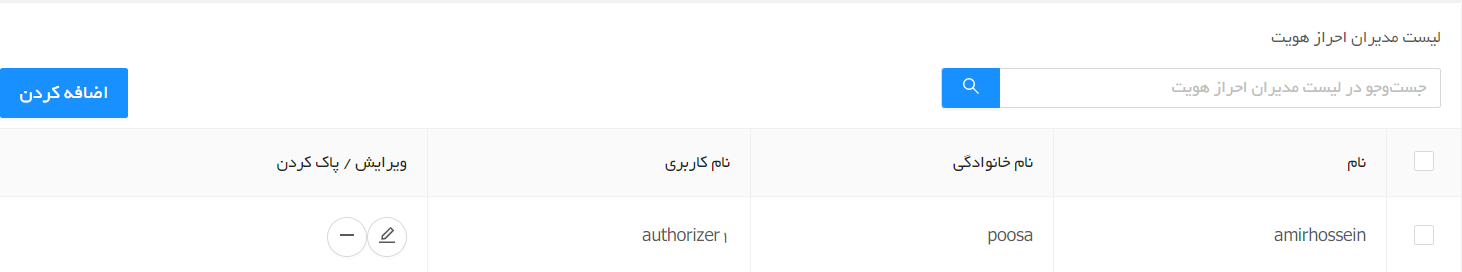 لیست مدیران احراز هویت
جست‌وجو در لیست مدیران احراز هویت
اضافه کردن
نام نام خانوادگی نام کاربری ویرایش / پاک کردن
amirhossein poosa authorizer۱